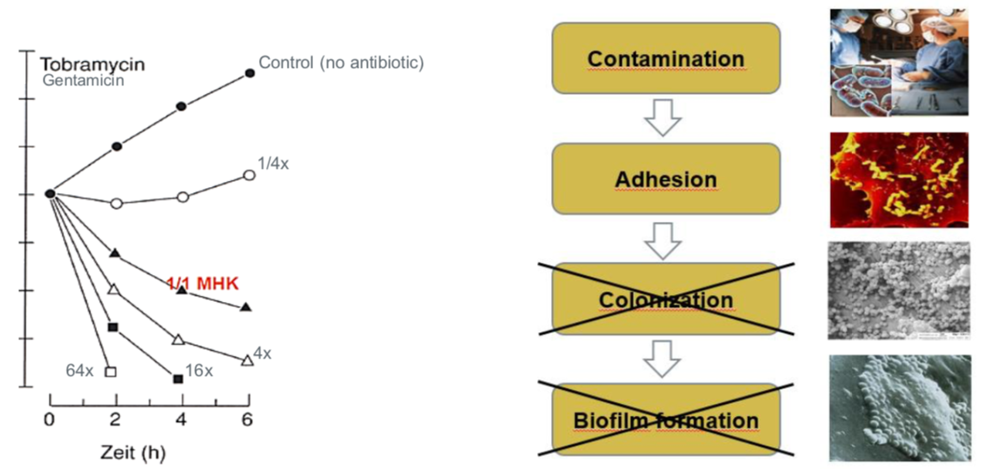 Tobramycin
Gentamicin
Control (no antibiotic)
1/4x
1/1 MHK
4x
64x
16x
0
2
4
6
Zeit (h)
Contamination
Adhesion
Colonization
Biofilm formation